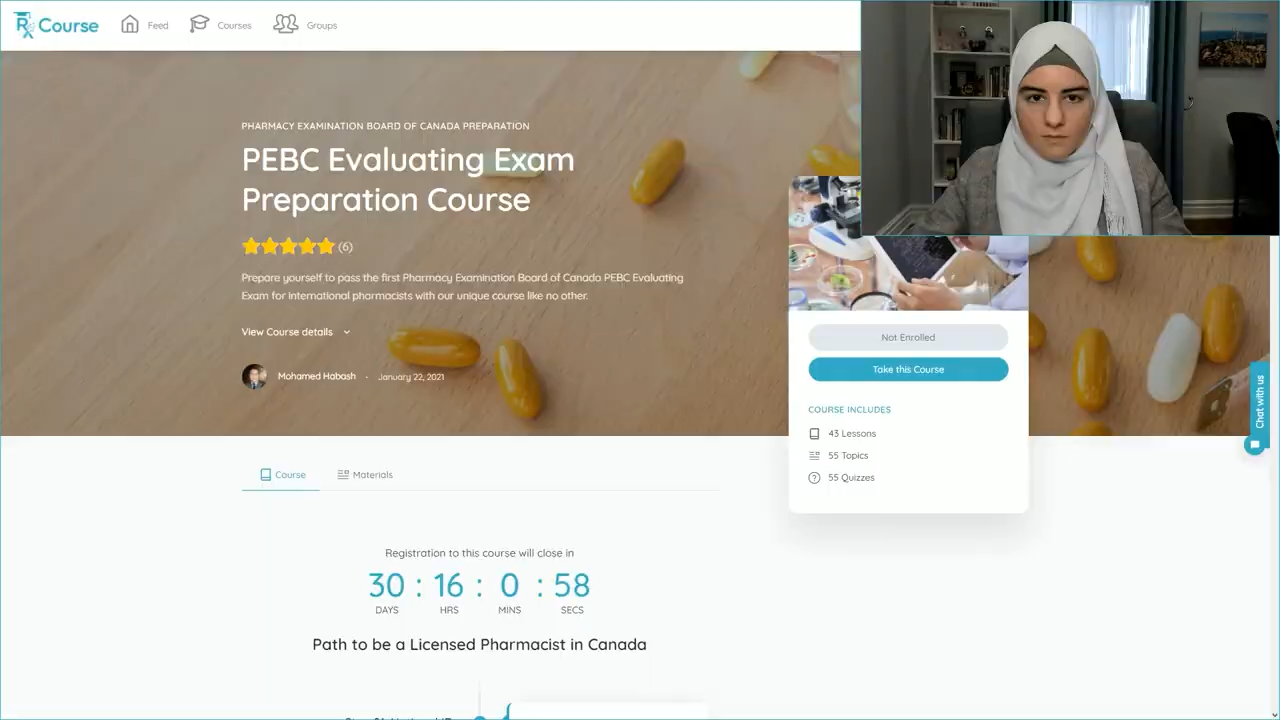 Rx Course
Feed
Courses
Groups
PHARMACY EXAMINATION BOARD OF CANADA PREPARATION
PEBC Evaluating Exam
Preparation Course
(6)
Prepare yourself to pass the first Pharmacy Examination Board of Canada PEBC Evaluating
Exam for international pharmacists with our unique course like no other.
View Course details
Mohamed Habash · January 22, 2021
Not Enrolled
Take this Course
COURSE INCLUDES
43 Lessons
55 Topics
55 Quizzes
Chat with us
Course
Materials
Registration to this course will close in
30 : 16 : 0 : 58
DAYS HRS MINS SECS
Path to be a Licensed Pharmacist in Canada